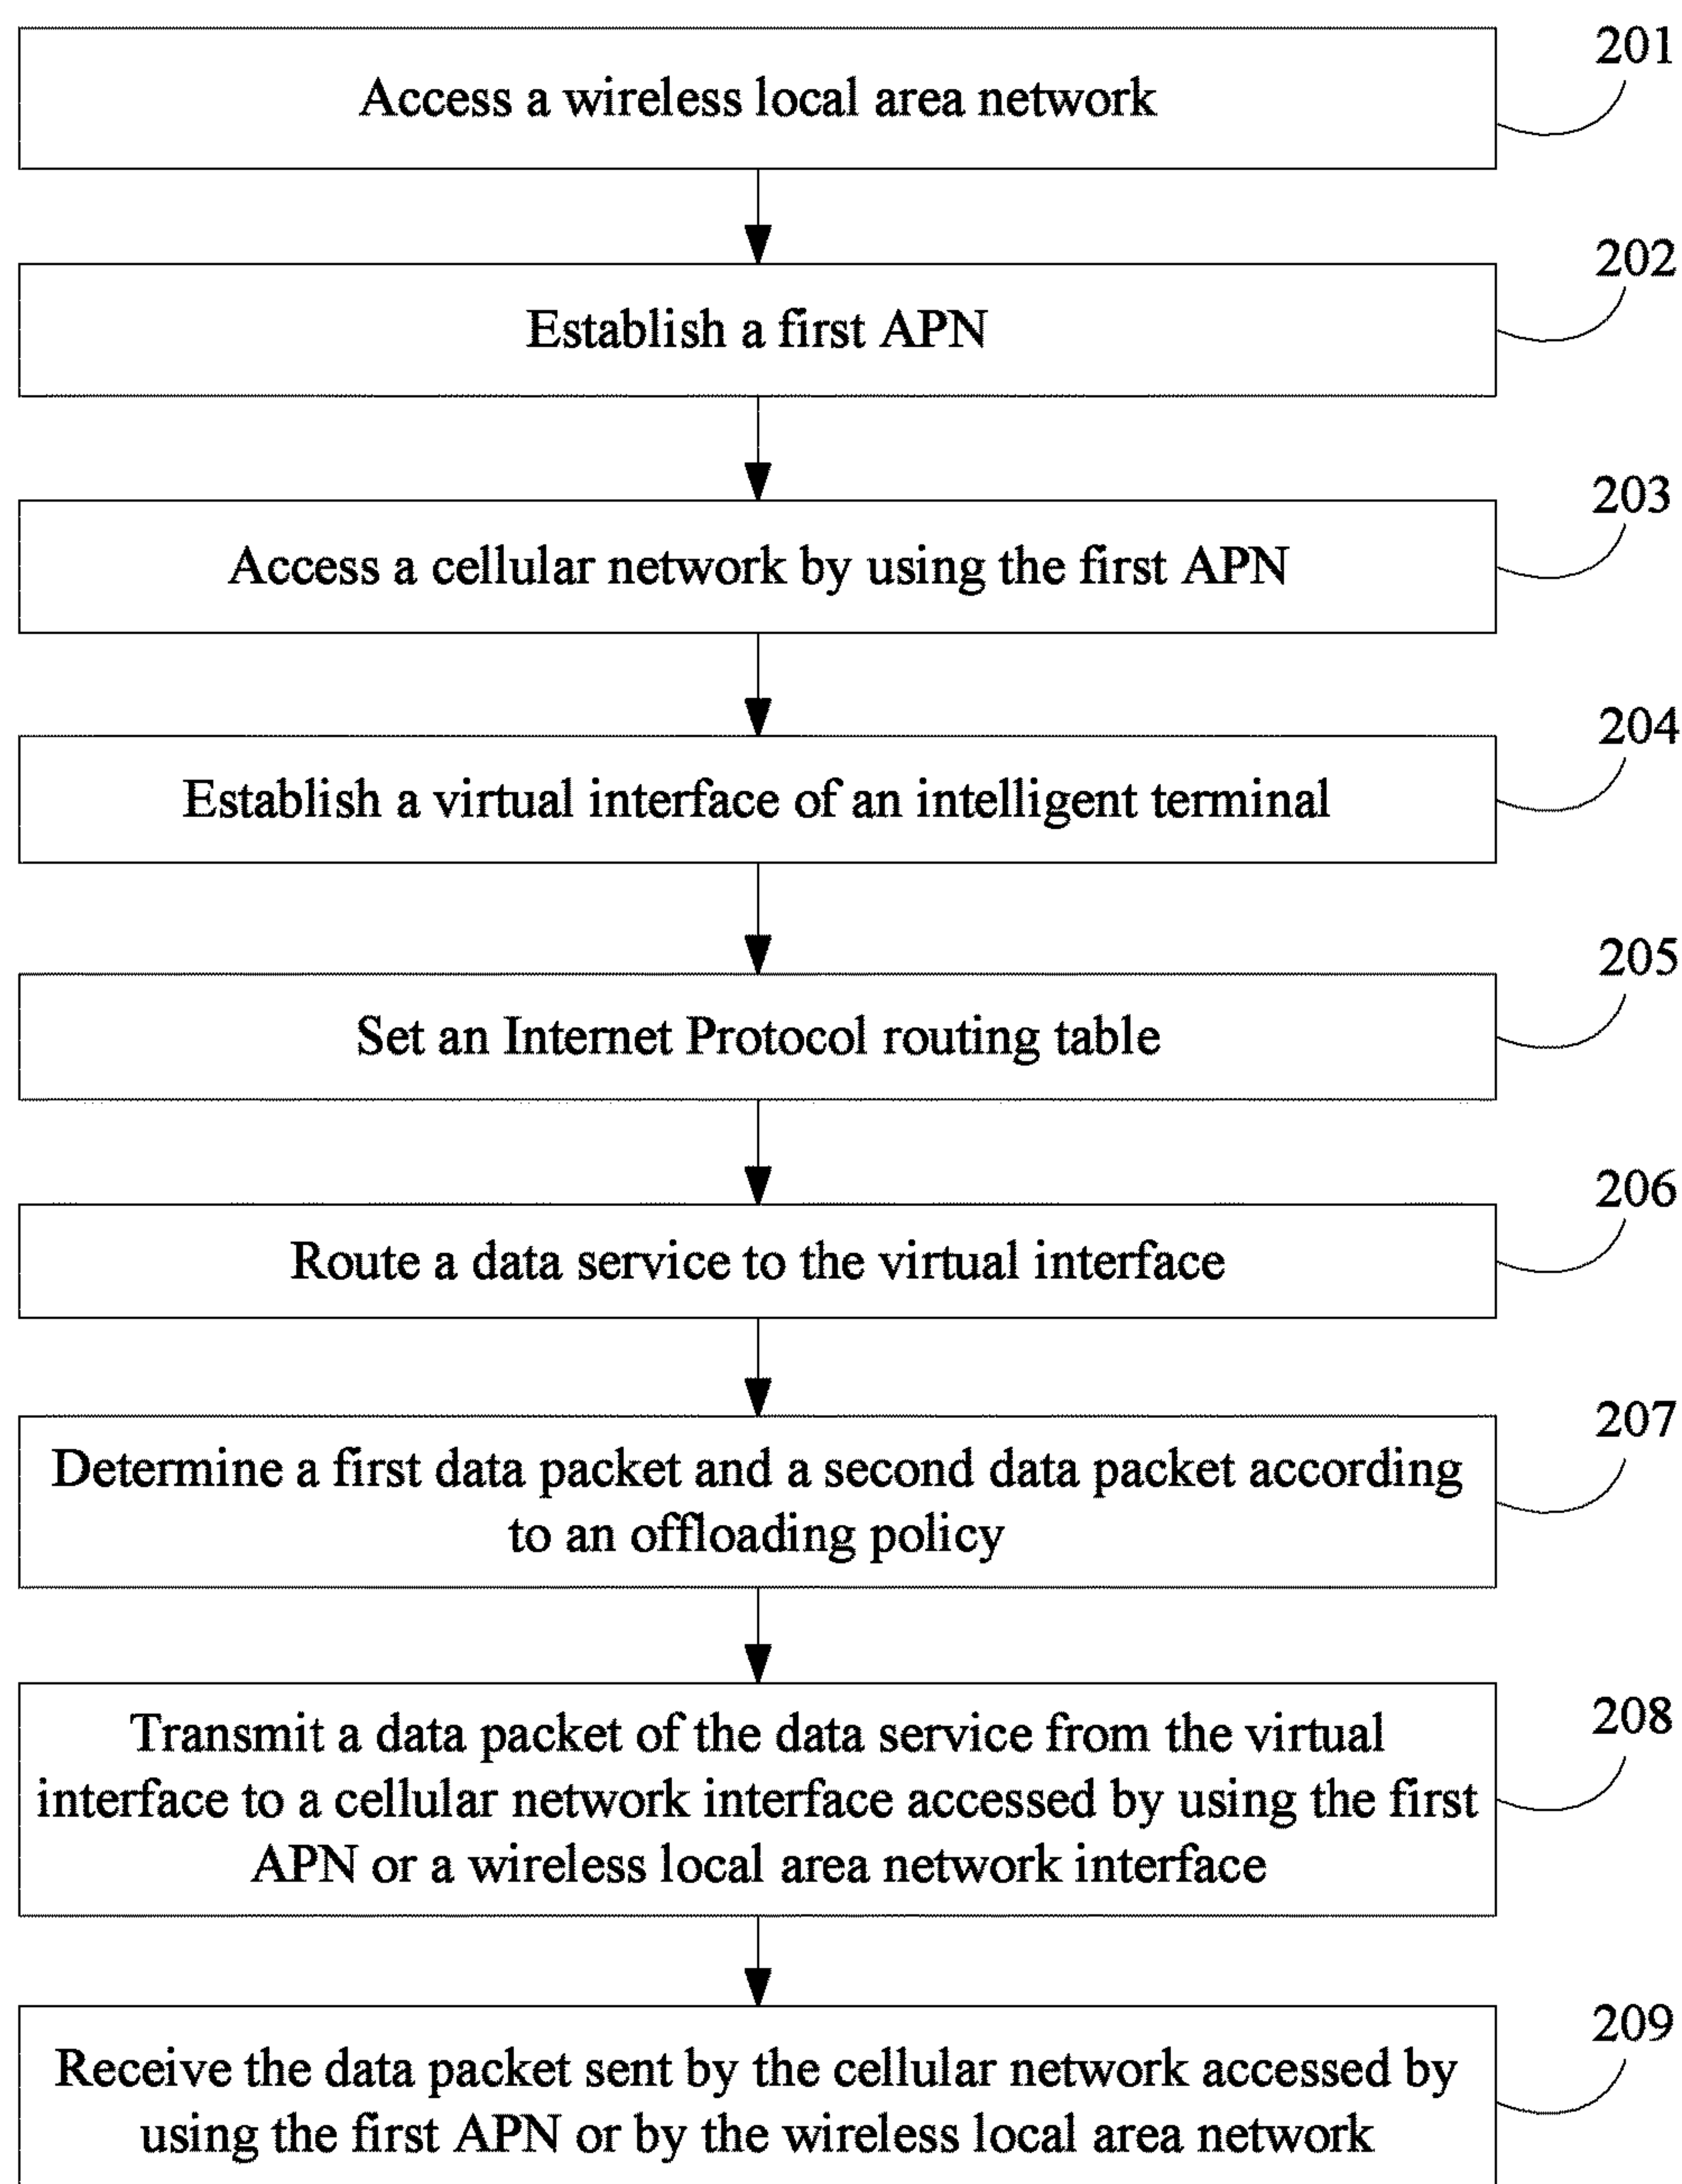 201
Access a wireless local area network
202
Establish a first APN
203
Access a cellular network by using the first APN
204
Establish a virtual interface of an intelligent terminal
205
Set an Internet Protocol routing table
206
Route a data service to the virtual interface
207
Determine a first data packet and a second data packet according
to an offloading policy
208
Transmit a data packet of the data service from the virtual
interface to a cellular network interface accessed by using the first
APN or a wireless local area network interface
209
Receive the data packet sent by the cellular network accessed by
using the first APN or by the wireless local area network